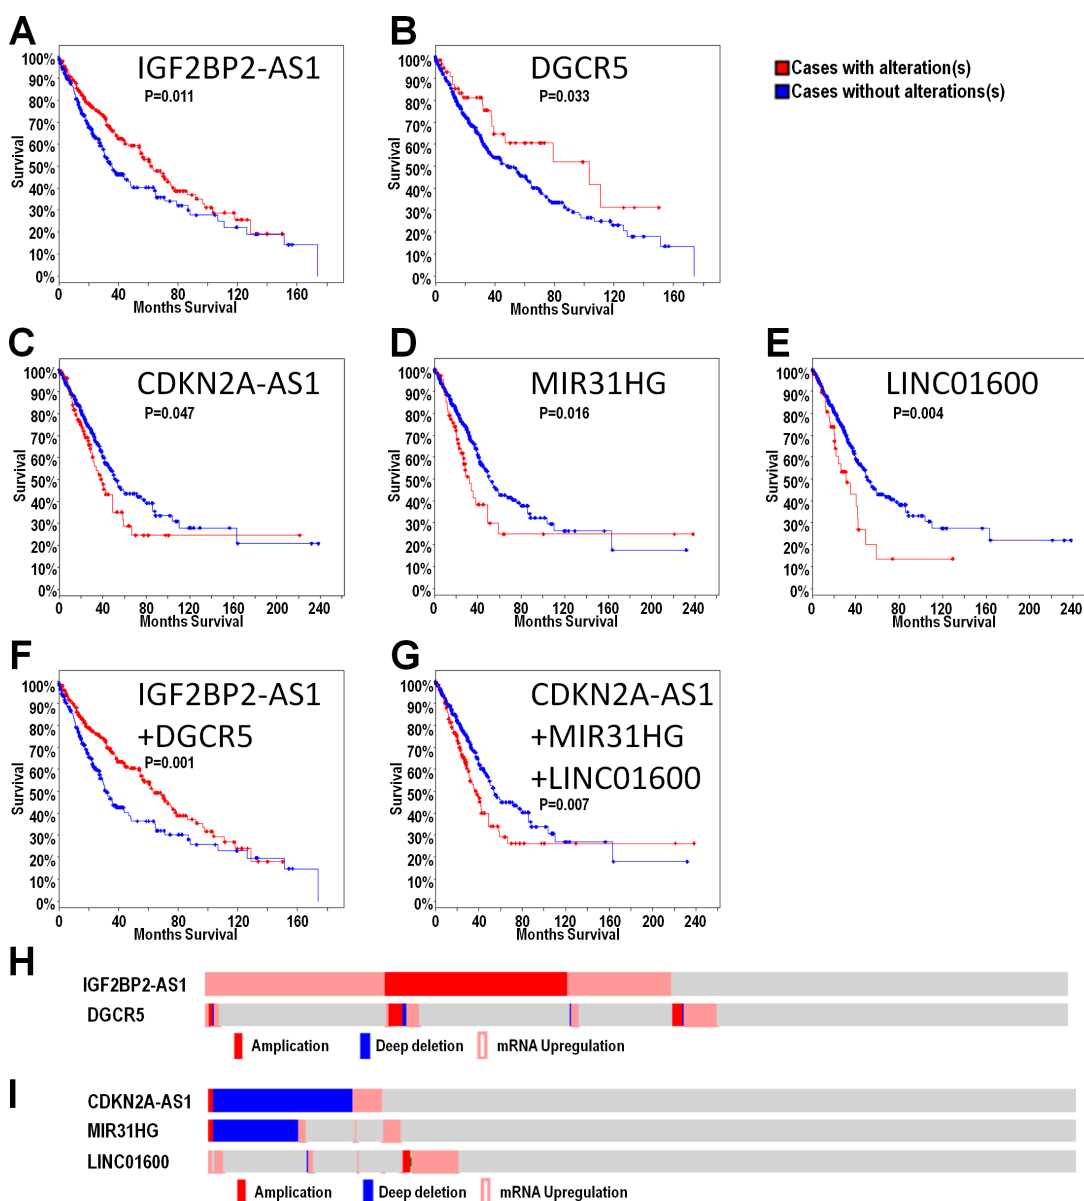 A
IGF2BP2-AS1
P=0.011
Survival
100%
90%
80%
70%
60%
50%
40%
30%
20%
10%
0%
0 40 80 120 160
Months Survival
B
DGCR5
P=0.033
Survival
100%
90%
80%
70%
60%
50%
40%
30%
20%
10%
0%
0 40 80 120 160
Months Survival
Cases with alteration(s)
Cases without alterations(s)
C
CDKN2A-AS1
P=0.047
Survival
100%
90%
80%
70%
60%
50%
40%
30%
20%
10%
0%
0 40 80 120 160 200 240
Months Survival
D
MIR31HG
P=0.016
Survival
100%
90%
80%
70%
60%
50%
40%
30%
20%
10%
0%
0 40 80 120 160 200 240
Months Survival
E
LINC01600
P=0.004
Survival
100%
90%
80%
70%
60%
50%
40%
30%
20%
10%
0%
0 40 80 120 160 200 240
Months Survival
F
IGF2BP2-AS1
+DGCR5
P=0.001
Survival
100%
90%
80%
70%
60%
50%
40%
30%
20%
10%
0%
0 40 80 120 160
Months Survival
G
CDKN2A-AS1
+MIR31HG
+LINC01600
P=0.007
Survival
100%
90%
80%
70%
60%
50%
40%
30%
20%
10%
0%
0 40 80 120 160 200 240
Months Survival
H
IGF2BP2-AS1
DGCR5
Amplication Deep deletion mRNA Upregulation
I
CDKN2A-AS1
MIR31HG
LINC01600
Amplication Deep deletion mRNA Upregulation